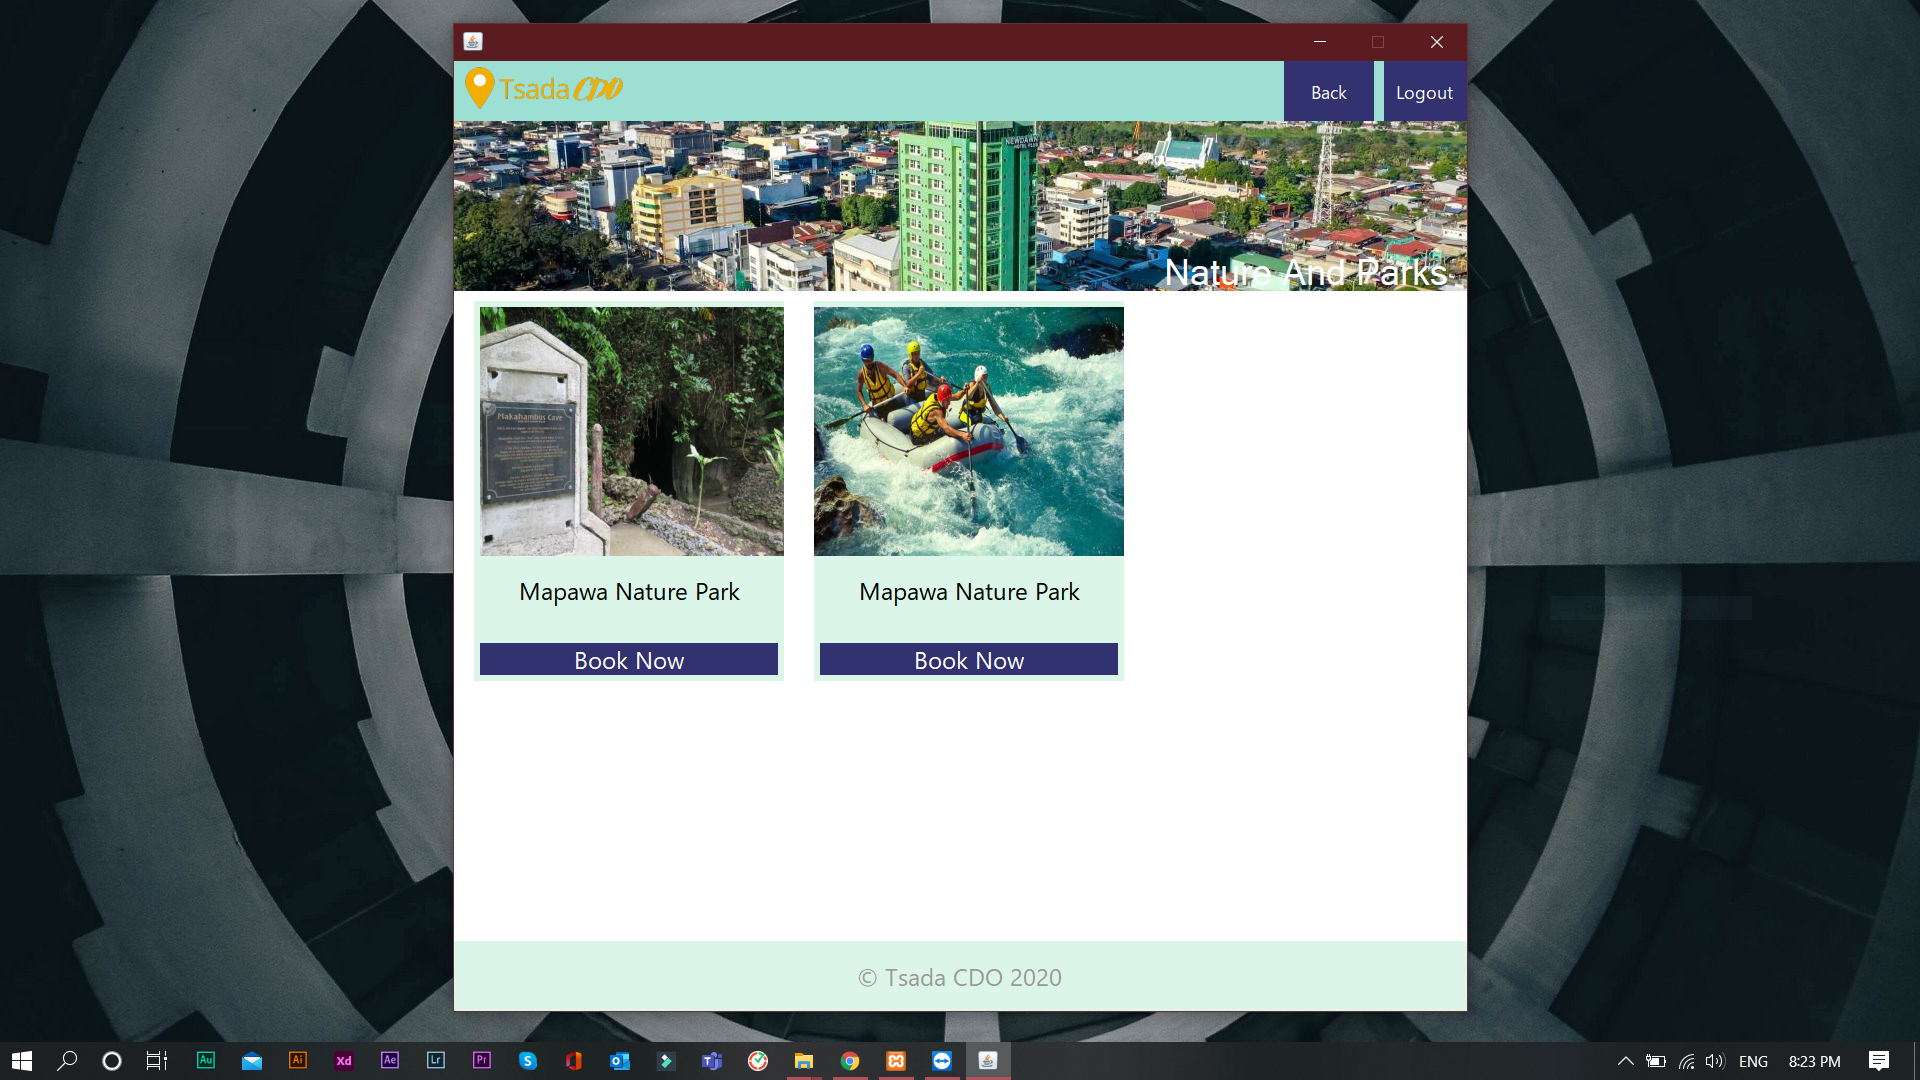 Tsada CDO
Back
Logout
NEWDAWN
Nature And Parks
Makahambus Cave
Mapawa Nature Park
Mapawa Nature Park
Book Now
Book Now
© Tsada CDO 2020
Au
Ai
Xd
Ae
Lr
Pr
S
ENG
8:23 PM